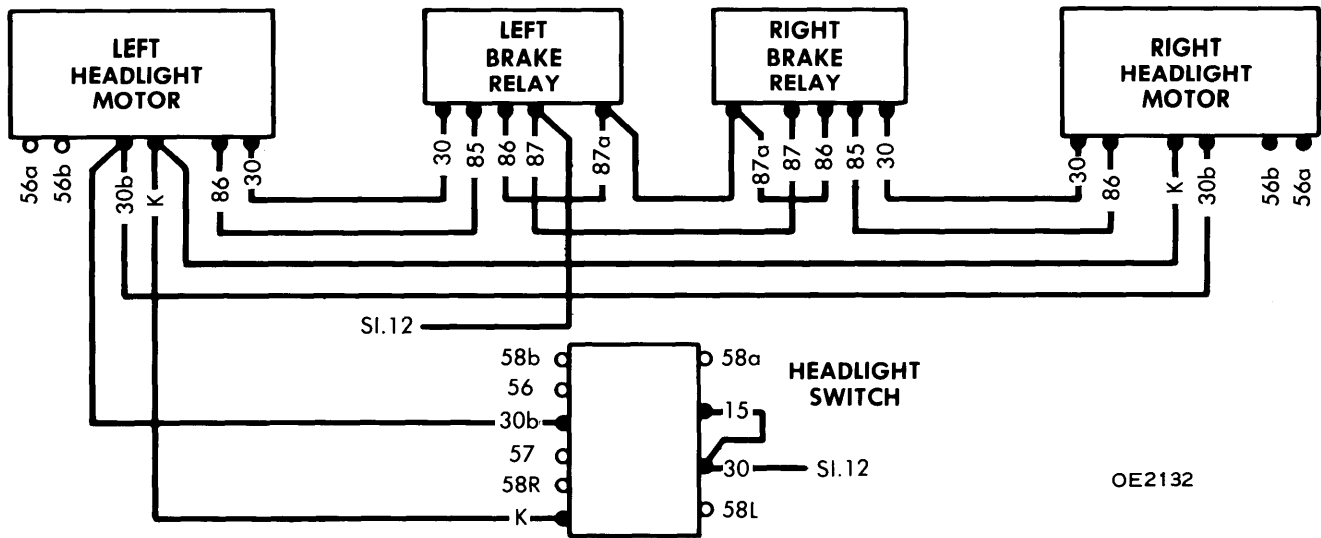 LEFT
HEADLIGHT
MOTOR
LEFT
BRAKE
RELAY
RIGHT
BRAKE
RELAY
RIGHT
HEADLIGHT
MOTOR
56a
56b
30b
K
86
30
30
85
86
87
87a
87a
87
86
85
30
30
86
K
30b
56b
56a
SI.12
58b
56
30b
57
58R
K
58a
15
30
SI.12
58L
HEADLIGHT
SWITCH
OE2132